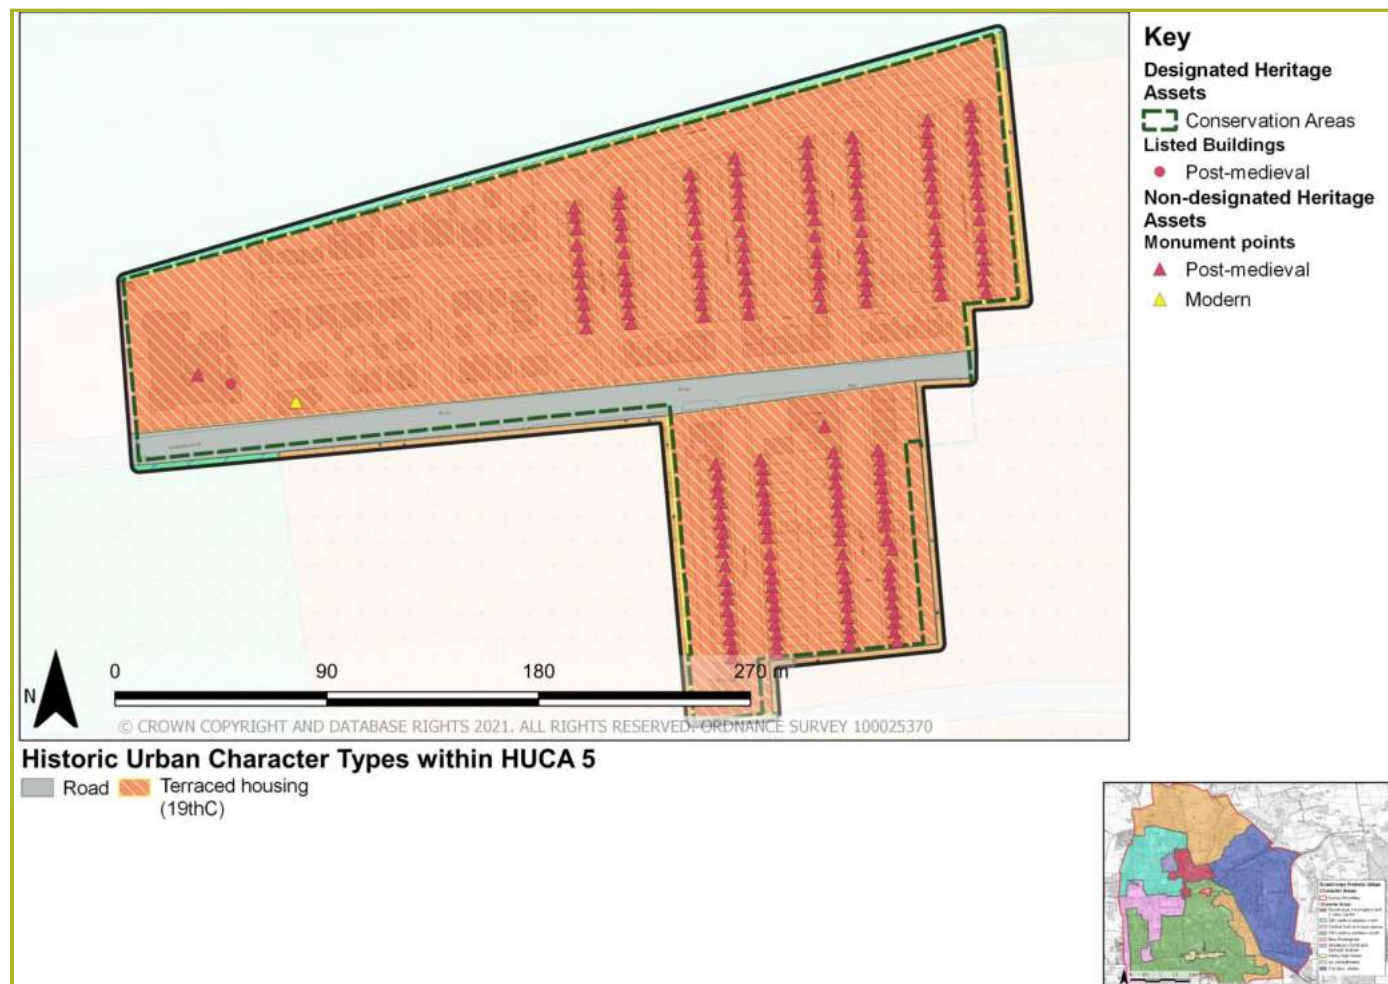 Key
Designated Heritage
Assets
Conservation Areas
Listed Buildings
Post-medieval
Non-designated Heritage
Assets
Monument points
Post-medieval
Modern
N
0 90 180 270 m
© CROWN COPYRIGHT AND DATABASE RIGHTS 2021. ALL RIGHTS RESERVED. ORDNANCE SURVEY 100025370
Historic Urban Character Types within HUCA 5
Road
Terraced housing
(19thC)